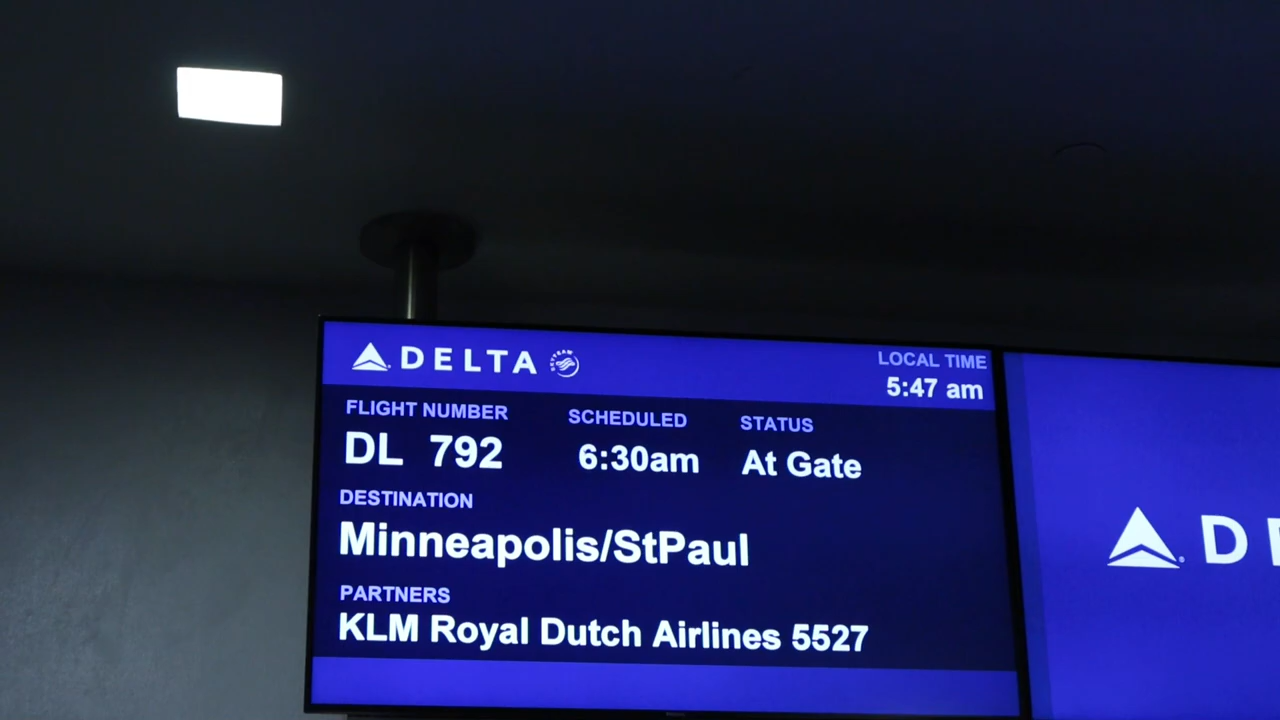 DELTA
LOCAL TIME
5:47 am
FLIGHT NUMBER SCHEDULED STATUS
DL 792 6:30am At Gate
DESTINATION
Minneapolis/StPaul
PARTNERS
KLM Royal Dutch Airlines 5527
D